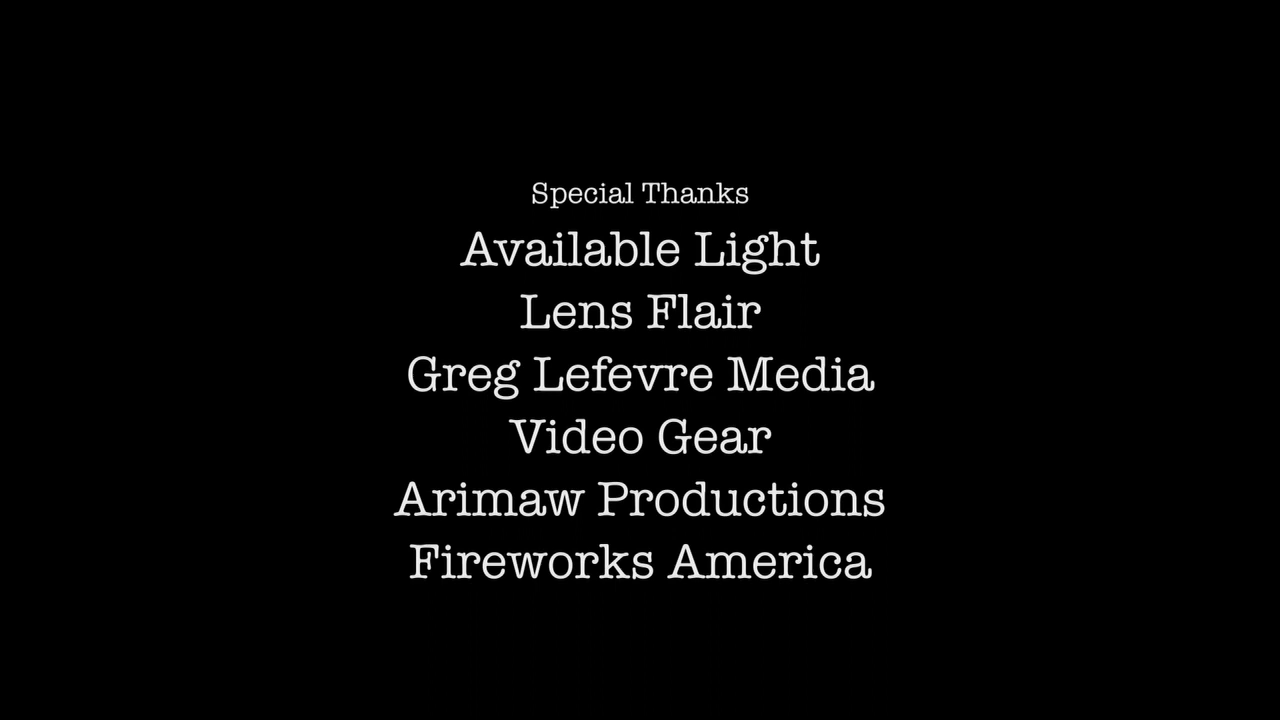 Special Thanks
Available Light
Lens Flair
Greg Lefevre Media
Video Gear
Arimaw Productions
Fireworks America